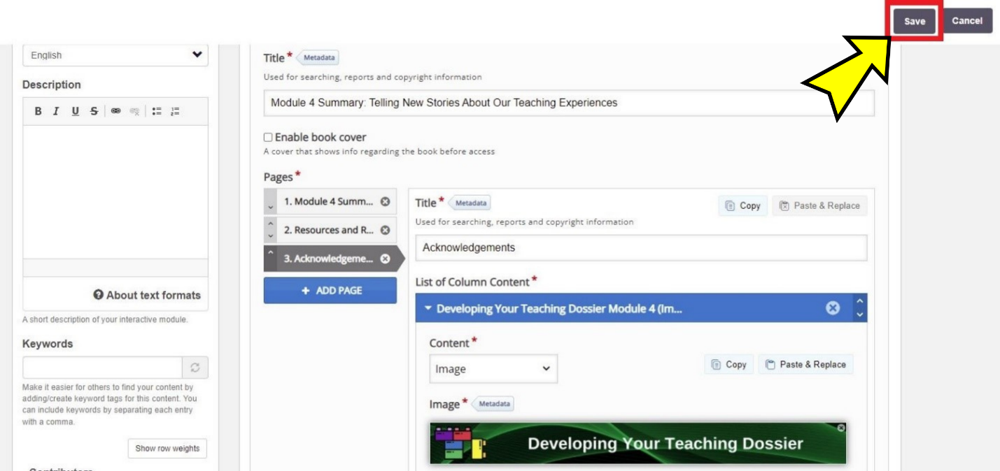 Save
Cancel
English
Description
B I U S
About text formats
A short description of your interactive module.
Keywords
Make it easier for others to find your content by
adding/create keyword tags for this content. You
can include keywords by separating each entry
with a comma.
Show row weights
Contributors
Title * Metadata
Used for searching, reports and copyright information
Module 4 Summary: Telling New Stories About Our Teaching Experiences
Enable book cover
A cover that shows info regarding the book before access
Pages *
1. Module 4 Summ...
2. Resources and R...
3. Acknowledgeme...
+ ADD PAGE
Title * Metadata
Copy
Paste & Replace
Used for searching, reports and copyright information
Acknowledgements
List of Column Content *
Developing Your Teaching Dossier Module 4 (Im...
Content *
Image
Copy
Paste & Replace
Image * Metadata
Developing Your Teaching Dossier